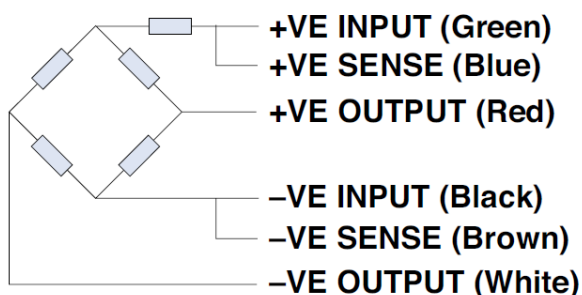 +VE INPUT (Green)
+VE SENSE (Blue)
+VE OUTPUT (Red)
–VE INPUT (Black)
–VE SENSE (Brown)
–VE OUTPUT (White)